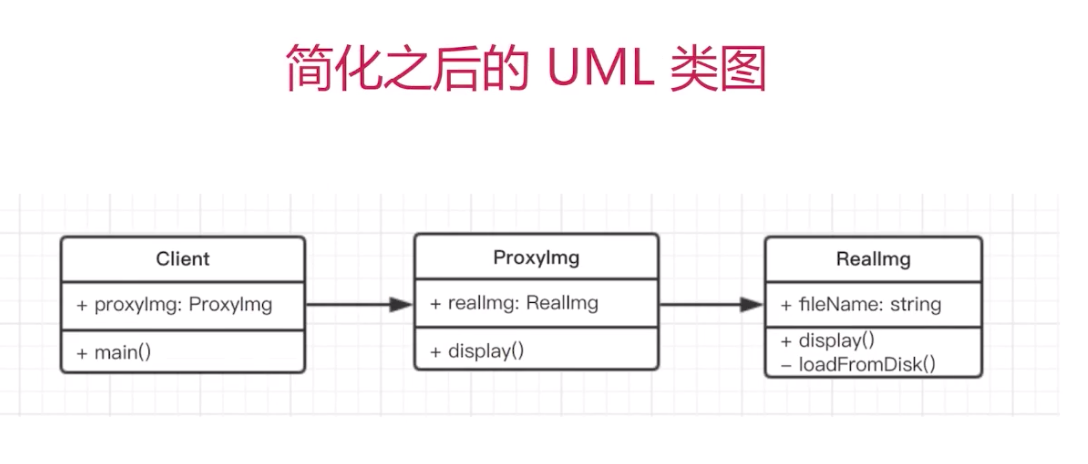 简化之后的 UML 类图
Client
+ proxyImg: ProxyImg
+ main()
ProxyImg
+ realImg: RealImg
+ display()
RealImg
+ fileName: string
+ display()
− loadFromDisk()